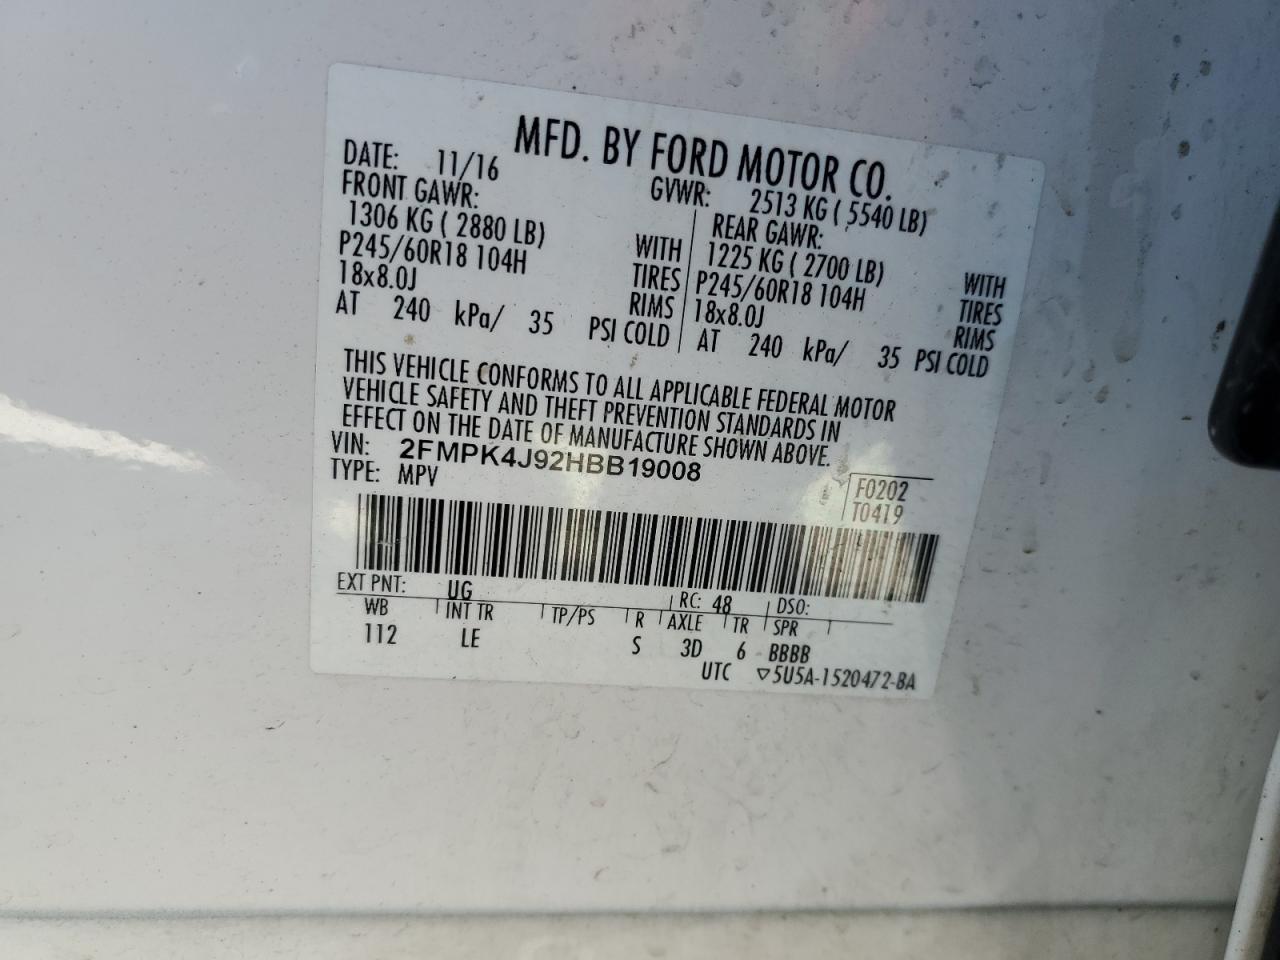 MFD. BY FORD MOTOR CO.
DATE: 11/16 GVWR: 2513 KG ( 5540 LB)
FRONT GAWR: REAR GAWR:
1306 KG ( 2880 LB) WITH 1225 KG ( 2700 LB) WITH
P245/60R18 104H TIRES P245/60R18 104H TIRES
18x8.0J RIMS 18x8.0J RIMS
AT 240 kPa/ 35 PSI COLD AT 240 kPa/ 35 PSI COLD
THIS VEHICLE CONFORMS TO ALL APPLICABLE FEDERAL MOTOR
VEHICLE SAFETY AND THEFT PREVENTION STANDARDS IN
EFFECT ON THE DATE OF MANUFACTURE SHOWN ABOVE.
VIN: 2FMPK4J92HBB19008
TYPE: MPV F0202
T0419
EXT PNT: UG RC: 48 DSO:
WB INT TR TP/PS R AXLE TR SPR
112 LE S 3D 6 BBBB
UTC ▽5U5A-1520472-BA